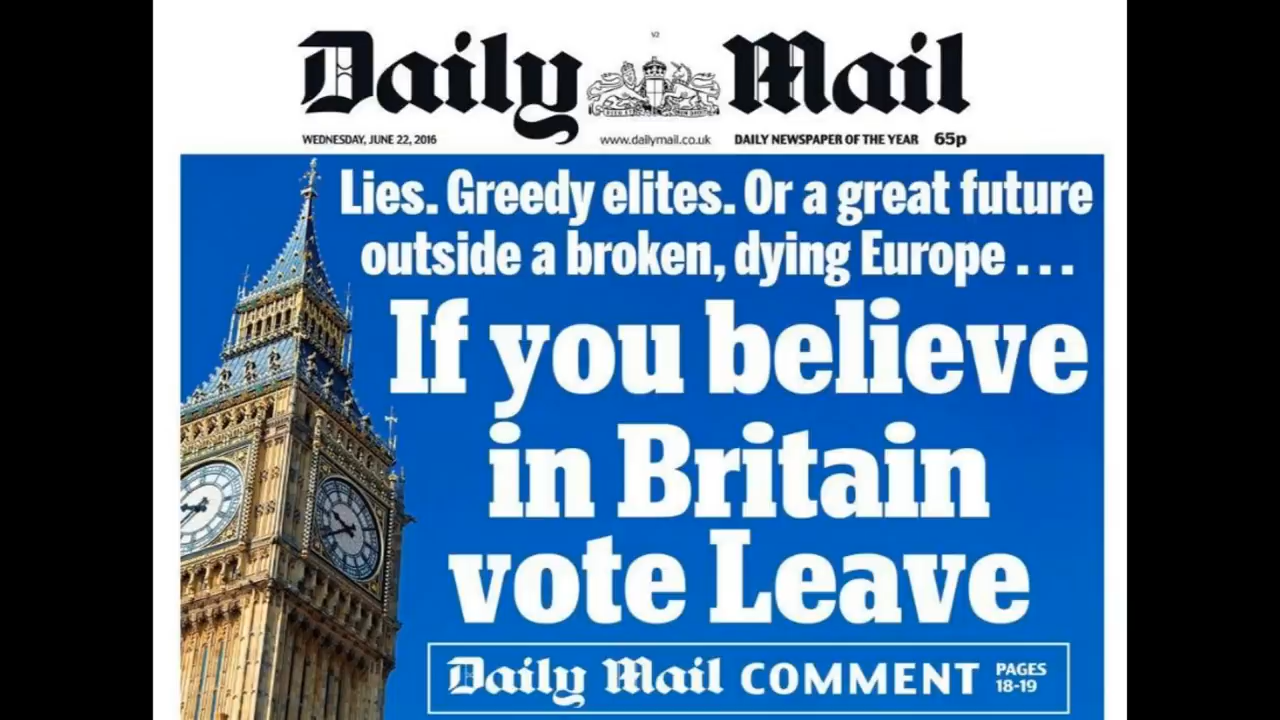 V2
Daily Mail
WEDNESDAY, JUNE 22, 2016 www.dailymail.co.uk DAILY NEWSPAPER OF THE YEAR 65p
Lies. Greedy elites. Or a great future
outside a broken, dying Europe ...
If you believe
in Britain
vote Leave
Daily Mail COMMENT PAGES
18-19